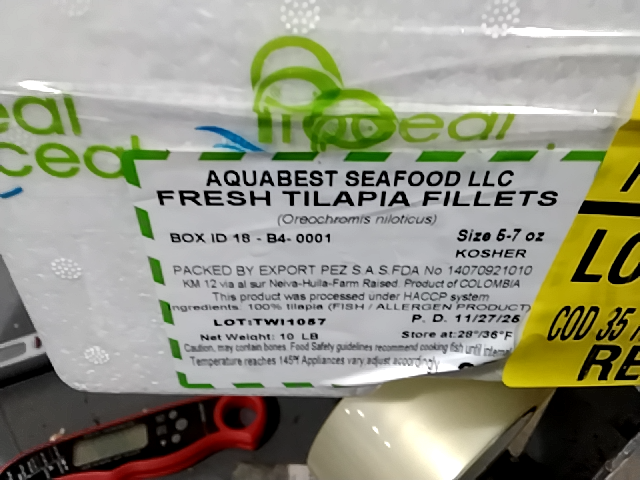 AQUABEST SEAFOOD LLC
FRESH TILAPIA FILLETS
(Oreochromis niloticus)
BOX ID 18 - B4- 0001
Size 5-7 oz
KOSHER
PACKED BY EXPORT PEZ S.A.S.FDA No 14070921010
KM 12 via al sur Neiva-Huila-Farm Raised. Product of COLOMBIA
This product was processed under HACCP system
Ingredients: 100% tilapia (FISH / ALLERGEN PRODUCT)
LOT:TWI1057
P. D. 11/27/25
Net Weight: 10 LB
Store at:28°/36°F
Caution, may contain bones. Food Safety guidelines recommend cooking fish until
Temperature reaches 145°f Appliances vary, adjust accordingly
COD 35
RE